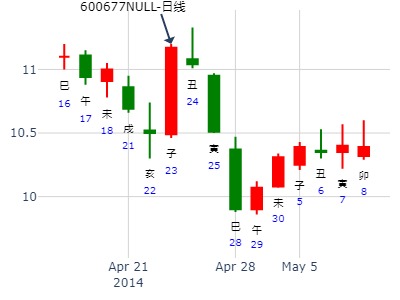 600677NULL-日线
11
10.5
10
巳
16
午
17
未
18
戌
21
亥
22
子
23
丑
24
寅
25
巳
28
午
29
未
30
子
5
丑
6
寅
7
卯
8
Apr 21
2014
Apr 28
May 5